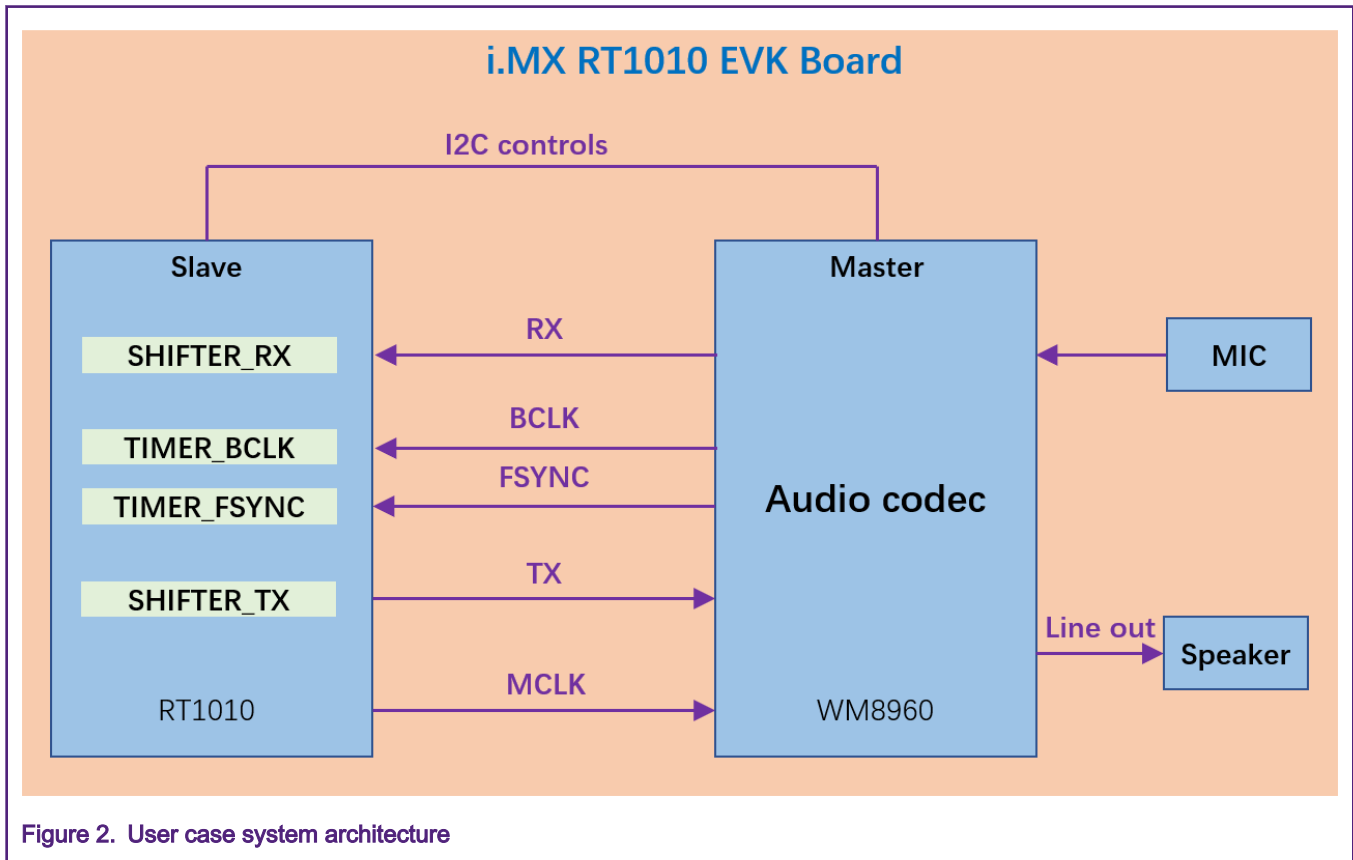 i.MX RT1010 EVK Board
I2C controls
Slave
Master
RX
SHIFTER_RX
MIC
BCLK
TIMER_BCLK
FSYNC
TIMER_FSYNC
Audio codec
TX
SHIFTER_TX
Line out
Speaker
MCLK
RT1010
WM8960
Figure 2. User case system architecture